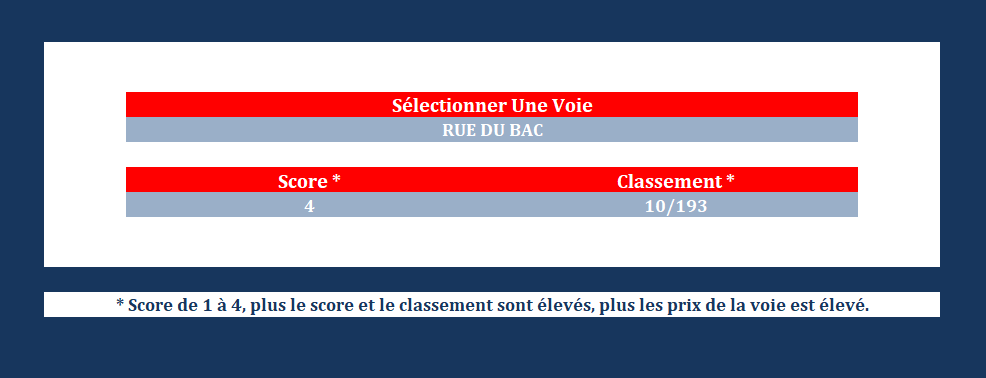 Sélectionner Une Voie
RUE DU BAC
Score * Classement *
4 10/193
* Score de 1 à 4, plus le score et le classement sont élevés, plus les prix de la voie est élevé.